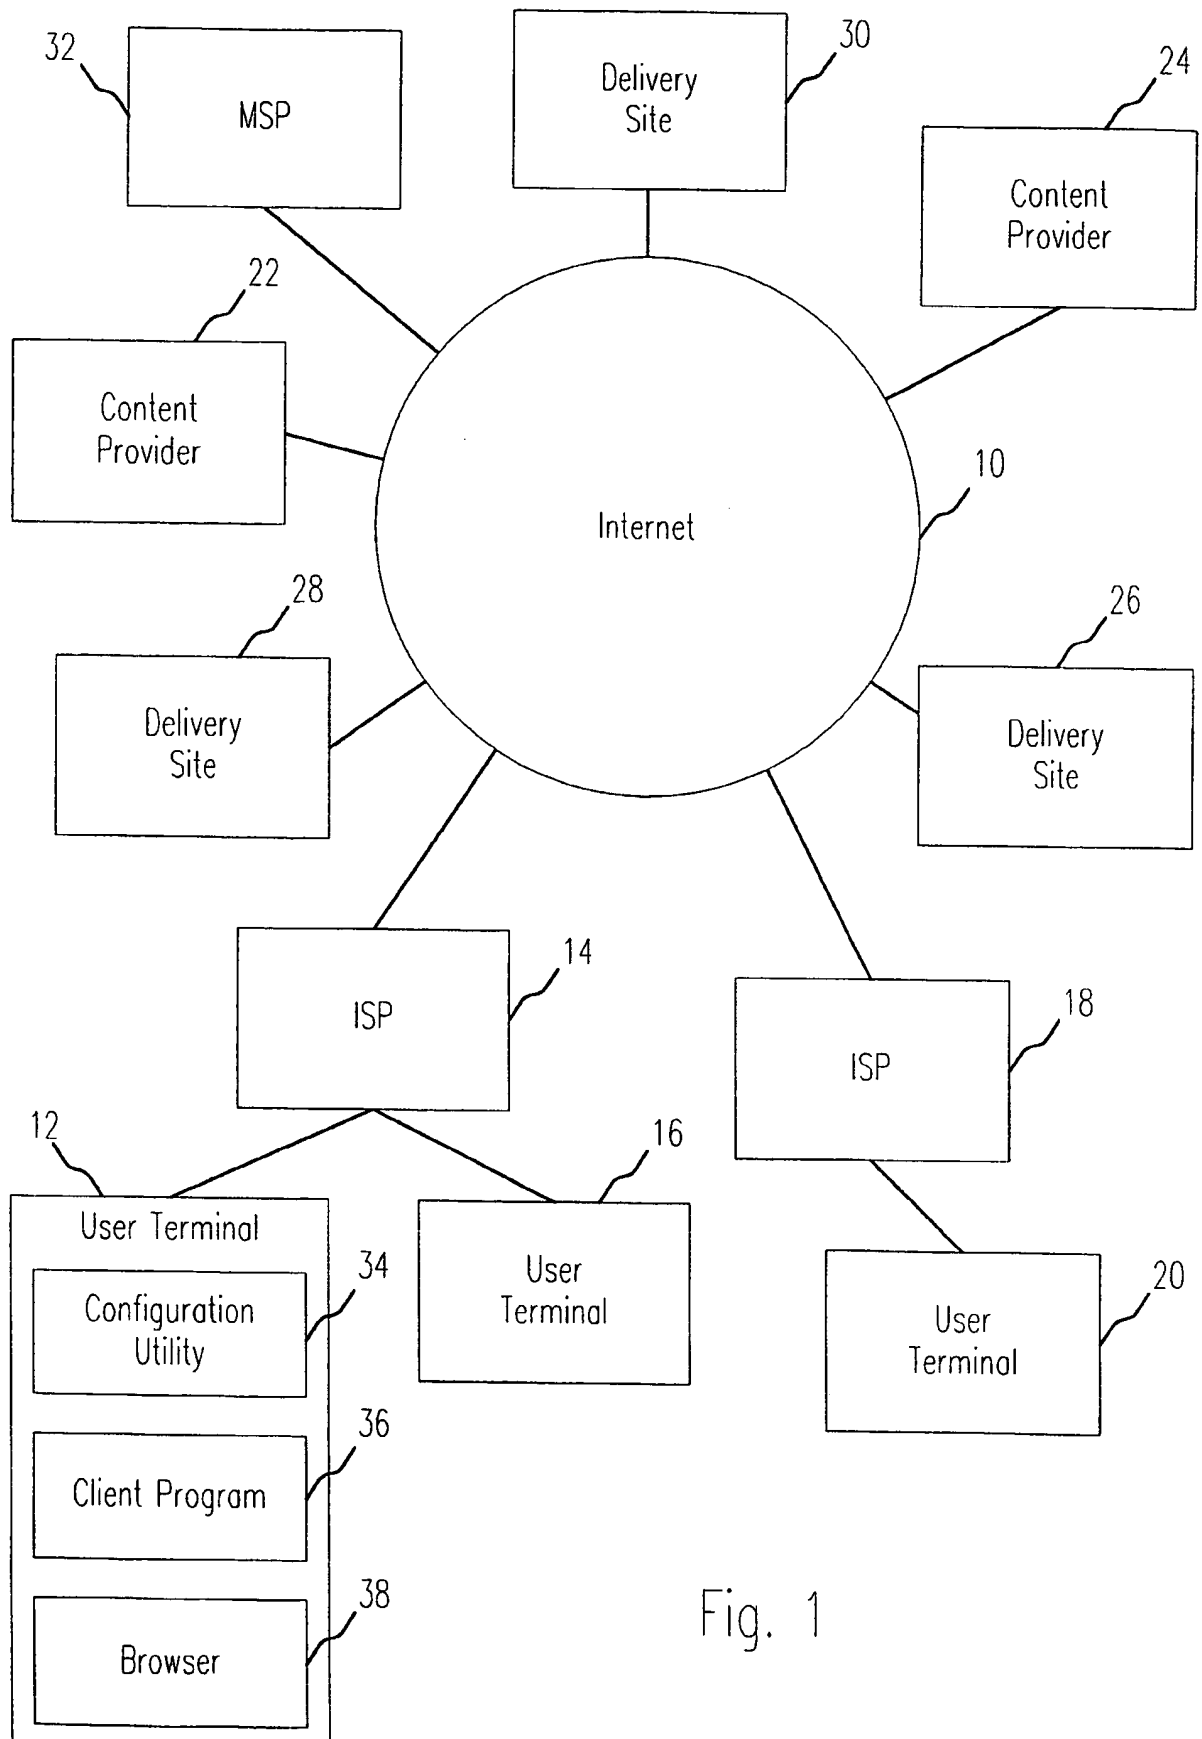 32
MSP
30
Delivery
Site
24
Content
Provider
22
Content
Provider
10
Internet
28
Delivery
Site
26
Delivery
Site
14
ISP
18
ISP
12
User Terminal
34
Configuration
Utility
36
Client Program
38
Browser
16
User
Terminal
20
User
Terminal
Fig. 1